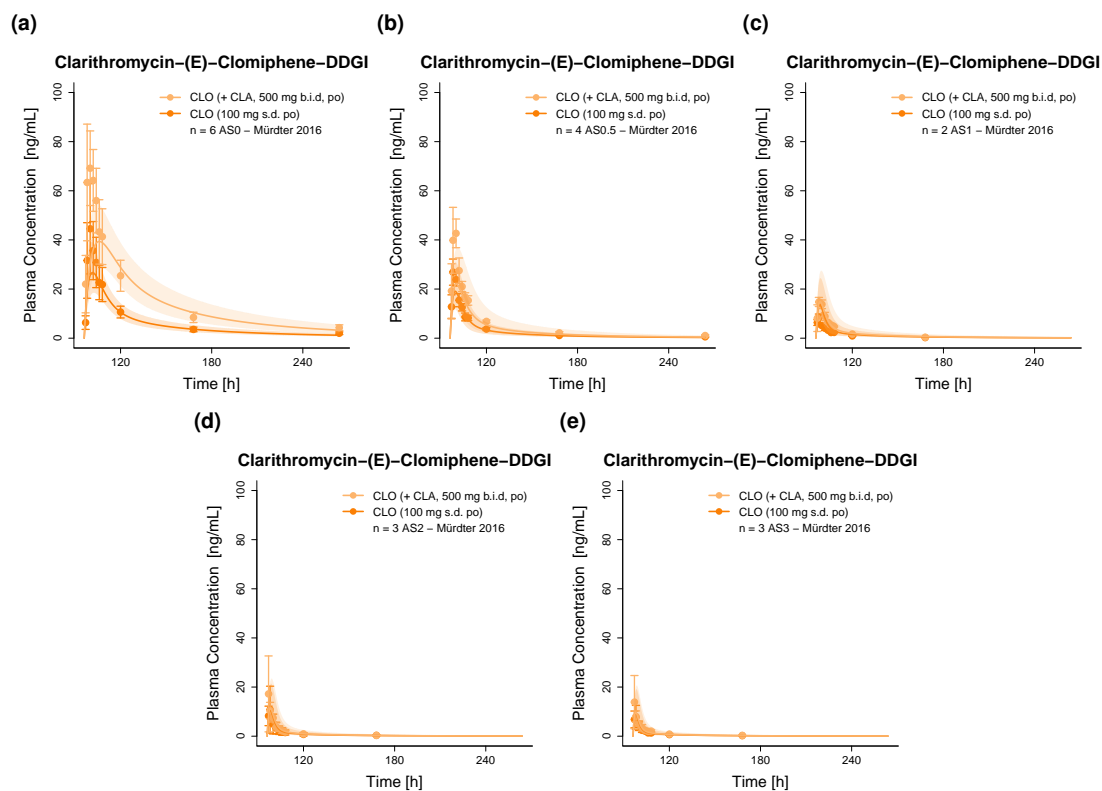 (a)
Clarithromycin−(E)−Clomiphene−DDGI
CLO (+ CLA, 500 mg b.i.d, po)
CLO (100 mg s.d. po)
n = 6 AS0 − Mürdter 2016
Plasma Concentration [ng/mL]
0
20
40
60
80
100
120
180
240
Time [h]
(b)
Clarithromycin−(E)−Clomiphene−DDGI
CLO (+ CLA, 500 mg b.i.d, po)
CLO (100 mg s.d. po)
n = 4 AS0.5 − Mürdter 2016
Plasma Concentration [ng/mL]
0
20
40
60
80
100
120
180
240
Time [h]
(c)
Clarithromycin−(E)−Clomiphene−DDGI
CLO (+ CLA, 500 mg b.i.d, po)
CLO (100 mg s.d. po)
n = 2 AS1 − Mürdter 2016
Plasma Concentration [ng/mL]
0
20
40
60
80
100
120
180
240
Time [h]
(d)
Clarithromycin−(E)−Clomiphene−DDGI
CLO (+ CLA, 500 mg b.i.d, po)
CLO (100 mg s.d. po)
n = 3 AS2 − Mürdter 2016
Plasma Concentration [ng/mL]
0
20
40
60
80
100
120
180
240
Time [h]
(e)
Clarithromycin−(E)−Clomiphene−DDGI
CLO (+ CLA, 500 mg b.i.d, po)
CLO (100 mg s.d. po)
n = 3 AS3 − Mürdter 2016
Plasma Concentration [ng/mL]
0
20
40
60
80
100
120
180
240
Time [h]